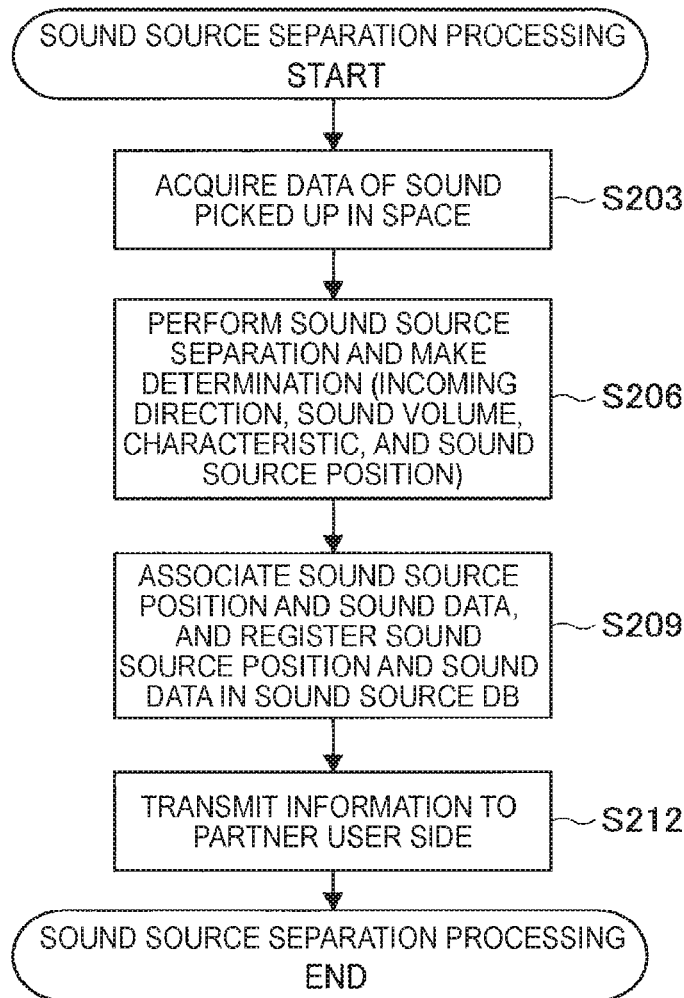 SOUND SOURCE SEPARATION PROCESSING
START
ACQUIRE DATA OF SOUND
PICKED UP IN SPACE
S203
PERFORM SOUND SOURCE
SEPARATION AND MAKE
DETERMINATION (INCOMING
DIRECTION, SOUND VOLUME,
CHARACTERISTIC, AND SOUND
SOURCE POSITION)
S206
ASSOCIATE SOUND SOURCE
POSITION AND SOUND DATA,
AND REGISTER SOUND
SOURCE POSITION AND SOUND
DATA IN SOUND SOURCE DB
S209
TRANSMIT INFORMATION TO
PARTNER USER SIDE
S212
SOUND SOURCE SEPARATION PROCESSING
END